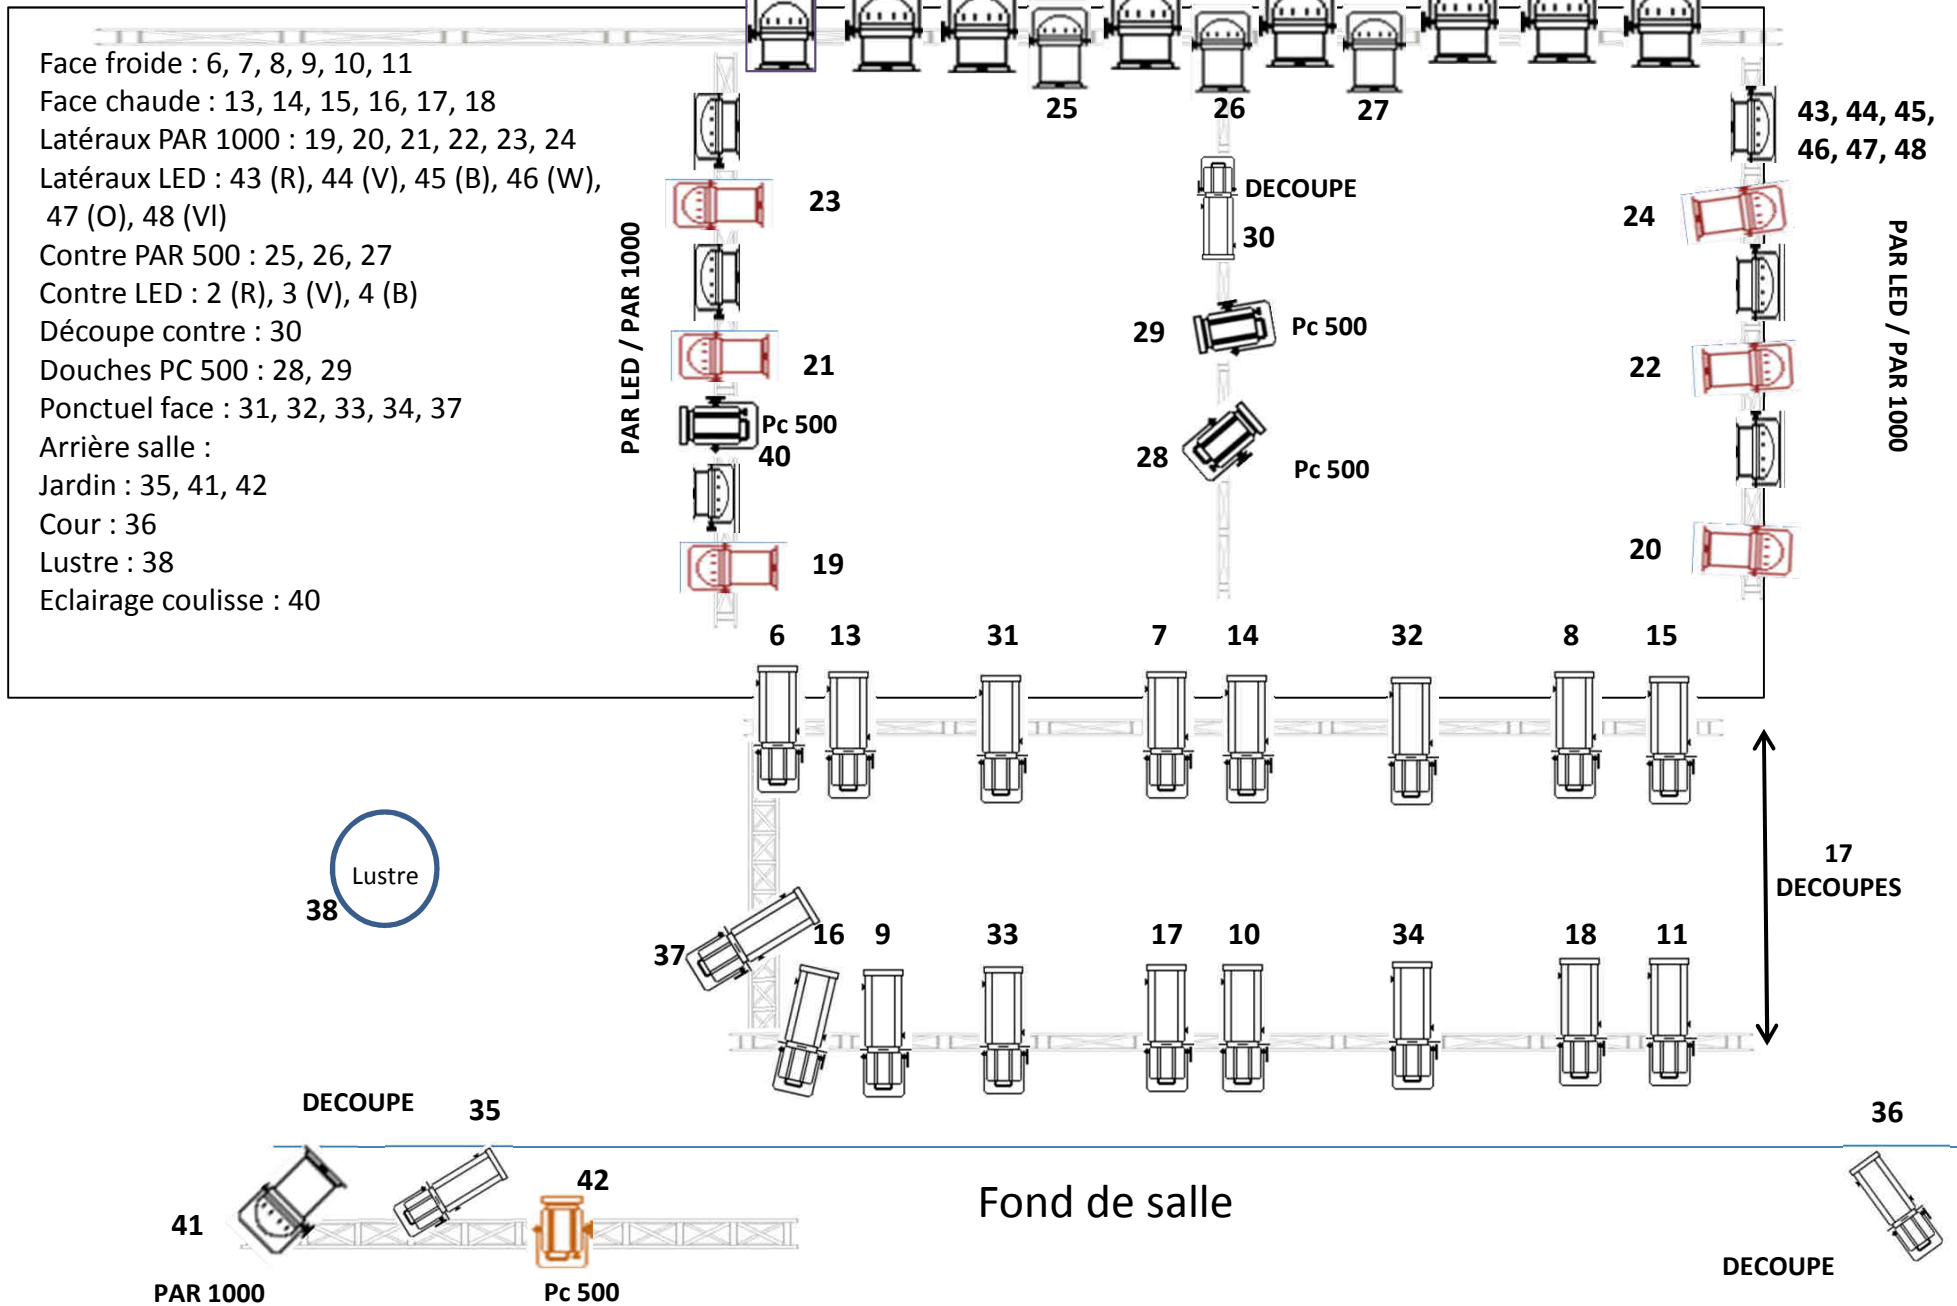 Face froide : 6, 7, 8, 9, 10, 11
Face chaude : 13, 14, 15, 16, 17, 18
Latéraux PAR 1000 : 19, 20, 21, 22, 23, 24
Latéraux LED : 43 (R), 44 (V), 45 (B), 46 (W),
47 (O), 48 (Vl)
Contre PAR 500 : 25, 26, 27
Contre LED : 2 (R), 3 (V), 4 (B)
Découpe contre : 30
Douches PC 500 : 28, 29
Ponctuel face : 31, 32, 33, 34, 37
Arrière salle :
Jardin : 35, 41, 42
Cour : 36
Lustre : 38
Eclairage coulisse : 40
25
26
27
43, 44, 45,
46, 47, 48
DECOUPE
30
23
24
PAR LED / PAR 1000
PAR LED / PAR 1000
29
Pc 500
21
22
Pc 500
40
28
Pc 500
19
20
6
13
31
7
14
32
8
15
Lustre
38
17
DECOUPES
37
16
9
33
17
10
34
18
11
DECOUPE
35
36
42
41
Fond de salle
PAR 1000
Pc 500
DECOUPE